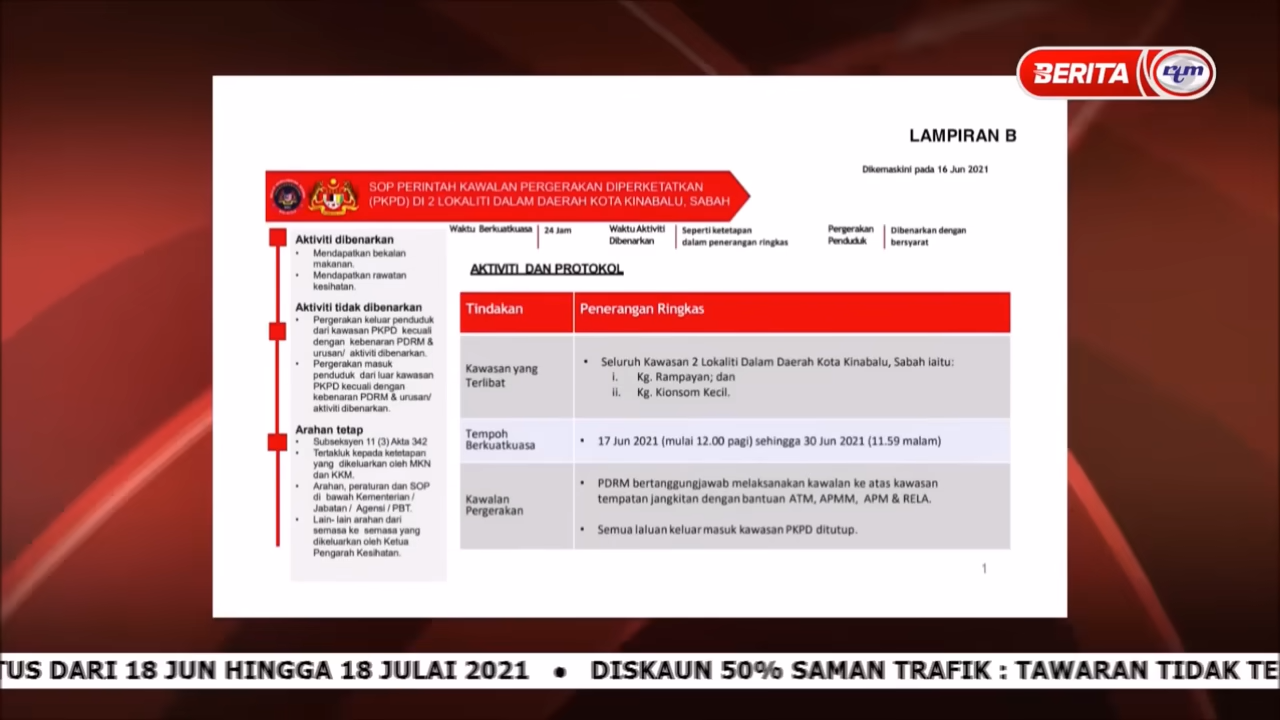 BERITA rtm
LAMPIRAN B
Dikemaskini pada 16 Jun 2021
SOP PERINTAH KAWALAN PERGERAKAN DIPERKETATKAN
(PKPD) DI 2 LOKALITI DALAM DAERAH KOTA KINABALU, SABAH
Waktu Berkuatkuasa
24 Jam
Waktu Aktiviti
Dibenarkan
Seperti ketetapan
dalam penerangan ringkas
Pergerakan
Penduduk
Dibenarkan dengan
bersyarat
Aktiviti dibenarkan
• Mendapatkan bekalan
makanan.
• Mendapatkan rawatan
kesihatan.
Aktiviti tidak dibenarkan
• Pergerakan keluar penduduk
dari kawasan PKPD kecuali
dengan kebenaran PDRM &
urusan/ aktiviti dibenarkan.
• Pergerakan masuk
penduduk dari luar kawasan
PKPD kecuali dengan
kebenaran PDRM & urusan/
aktiviti dibenarkan.
Arahan tetap
• Subseksyen 11 (3) Akta 342
• Tertakluk kepada ketetapan
yang dikeluarkan oleh MKN
dan KKM.
• Arahan, peraturan dan SOP
di bawah Kementerian /
Jabatan / Agensi / PBT.
• Lain- lain arahan dari
semasa ke semasa yang
dikeluarkan oleh Ketua
Pengarah Kesihatan.
AKTIVITI DAN PROTOKOL
Tindakan
Penerangan Ringkas
Kawasan yang
Terlibat
• Seluruh Kawasan 2 Lokaliti Dalam Daerah Kota Kinabalu, Sabah iaitu:
i. Kg. Rampayan; dan
ii. Kg. Kionsom Kecil.
Tempoh
Berkuatkuasa
• 17 Jun 2021 (mulai 12.00 pagi) sehingga 30 Jun 2021 (11.59 malam)
Kawalan
Pergerakan
• PDRM bertanggungjawab melaksanakan kawalan ke atas kawasan
tempatan jangkitan dengan bantuan ATM, APMM, APM & RELA.
• Semua laluan keluar masuk kawasan PKPD ditutup.
1
TUS DARI 18 JUN HINGGA 18 JULAI 2021 • DISKAUN 50% SAMAN TRAFIK : TAWARAN TIDAK TE